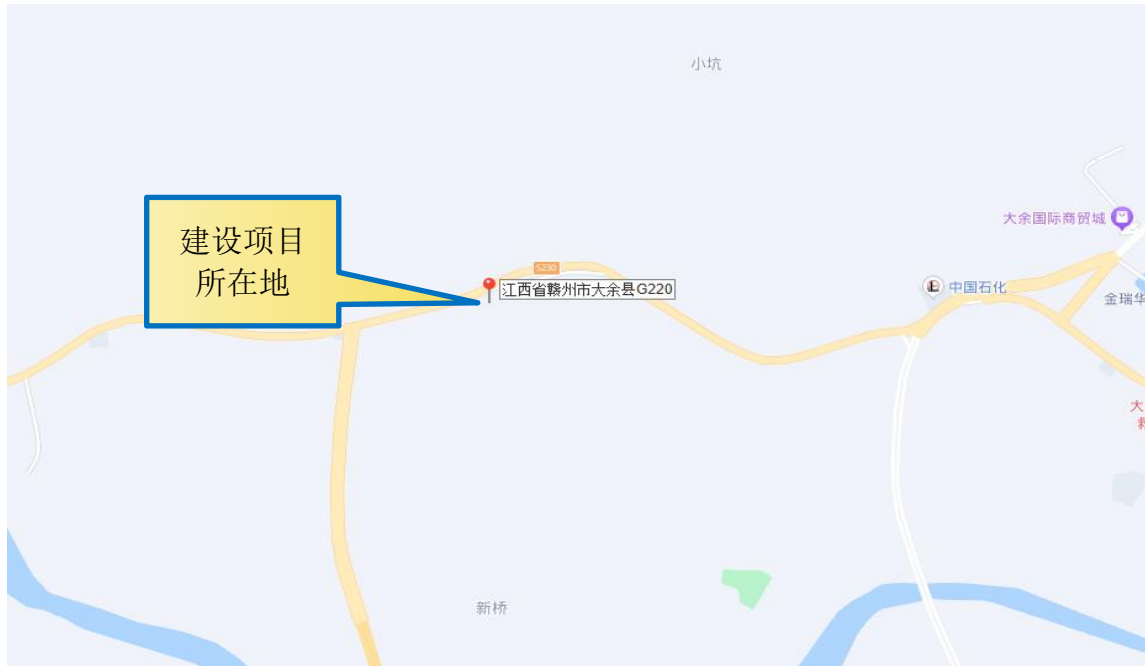 小坑
大余国际商贸城
建设项目
所在地
S230
江西省赣州市大余县G220
中国石化
金瑞华
大
新桥